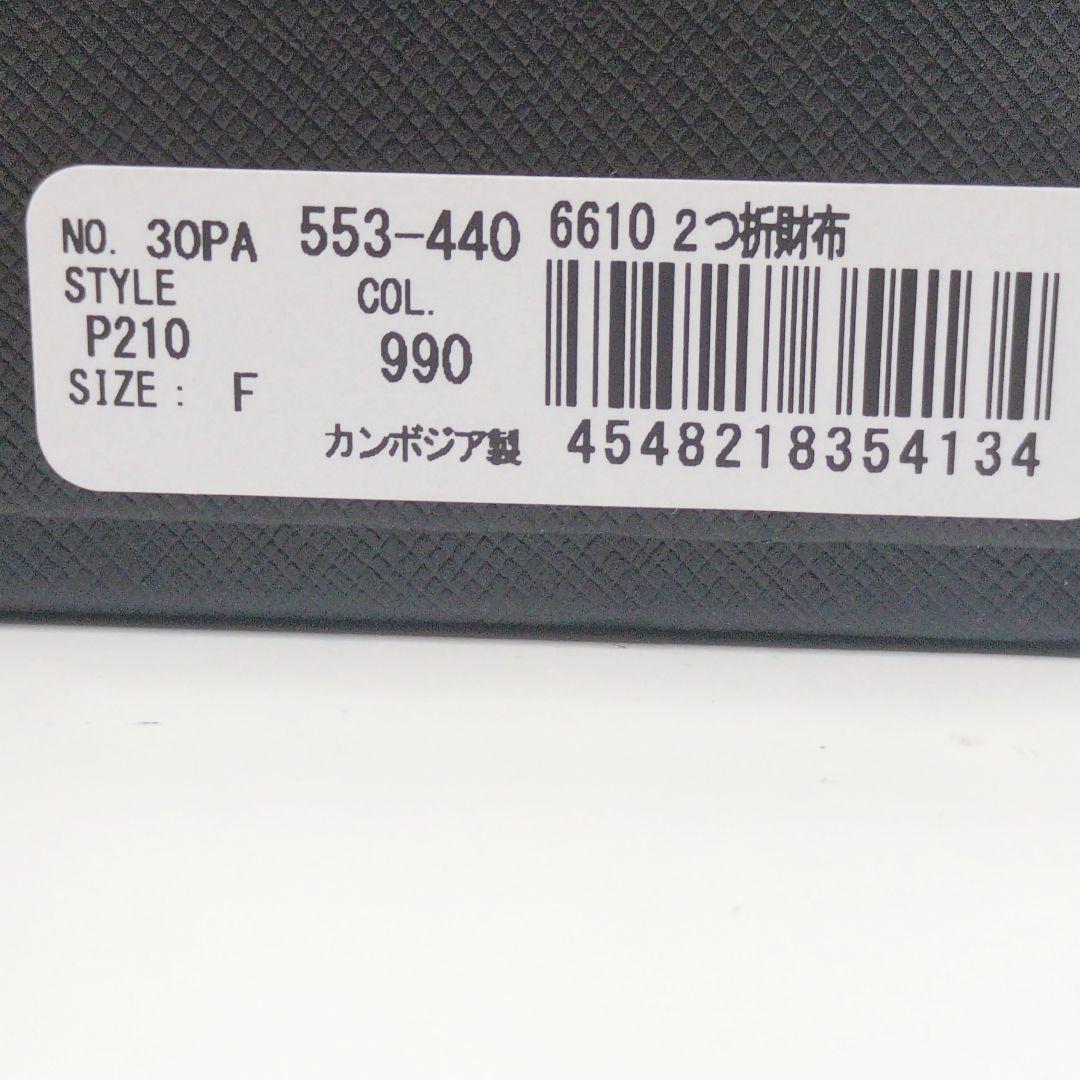 NO. 30PA 553-440 6610 2つ折財布
STYLE COL.
P210 990
SIZE: F
カンボジア製 4548218354134